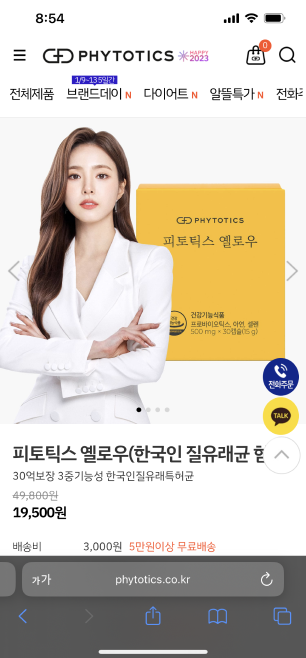 8:54
PHYTOTICS HAPPY
2023
0
1/9~13 5일간
전체제품 브랜드데이 N 다이어트 N 알뜰특가 N 전화주
PHYTOTICS
피토틱스 옐로우
건강기능식품
프로바이오틱스, 아연, 셀렌
500 mg × 30캡슐(15 g)
전화주문
TALK
피토틱스 옐로우(한국인 질유래균 함
30억보장 3중기능성 한국인질유래특허균
49,800원
19,500원
배송비 3,000원 5만원이상 무료배송
가가 phytotics.co.kr